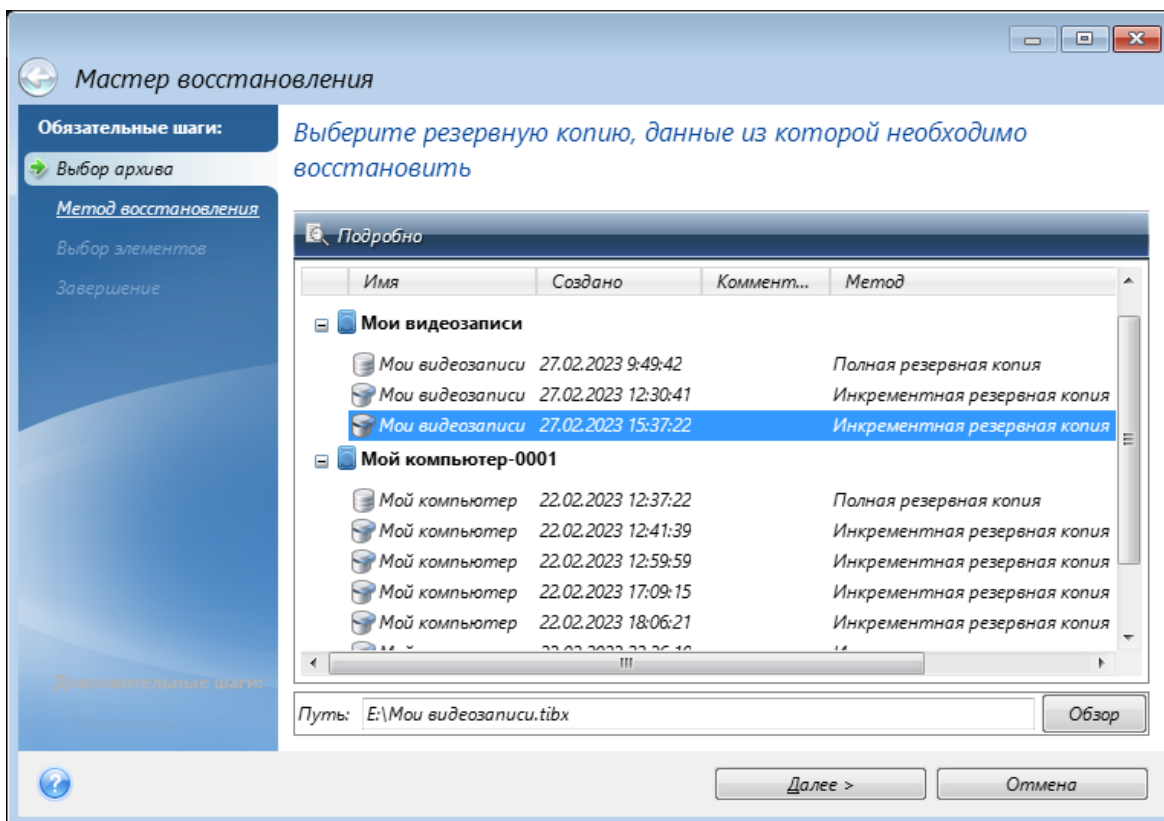 Мастер восстановления
Обязательные шаги:
Выбор архива
Метод восстановления
Выбор элементов
Завершение
Дополнительные шаги:
Выберите резервную копию, данные из которой необходимо
восстановить
Подробно
Имя Создано Коммент... Метод
Мои видеозаписи
Мои видеозаписи 27.02.2023 9:49:42 Полная резервная копия
Мои видеозаписи 27.02.2023 12:30:41 Инкрементная резервная копия
Мои видеозаписи 27.02.2023 15:37:22 Инкрементная резервная копия
Мой компьютер-0001
Мой компьютер 22.02.2023 12:37:22 Полная резервная копия
Мой компьютер 22.02.2023 12:41:39 Инкрементная резервная копия
Мой компьютер 22.02.2023 12:59:59 Инкрементная резервная копия
Мой компьютер 22.02.2023 17:09:15 Инкрементная резервная копия
Мой компьютер 22.02.2023 18:06:21 Инкрементная резервная копия
Путь: E:\Мои видеозаписи.tibx Обзор
Далее > Отмена